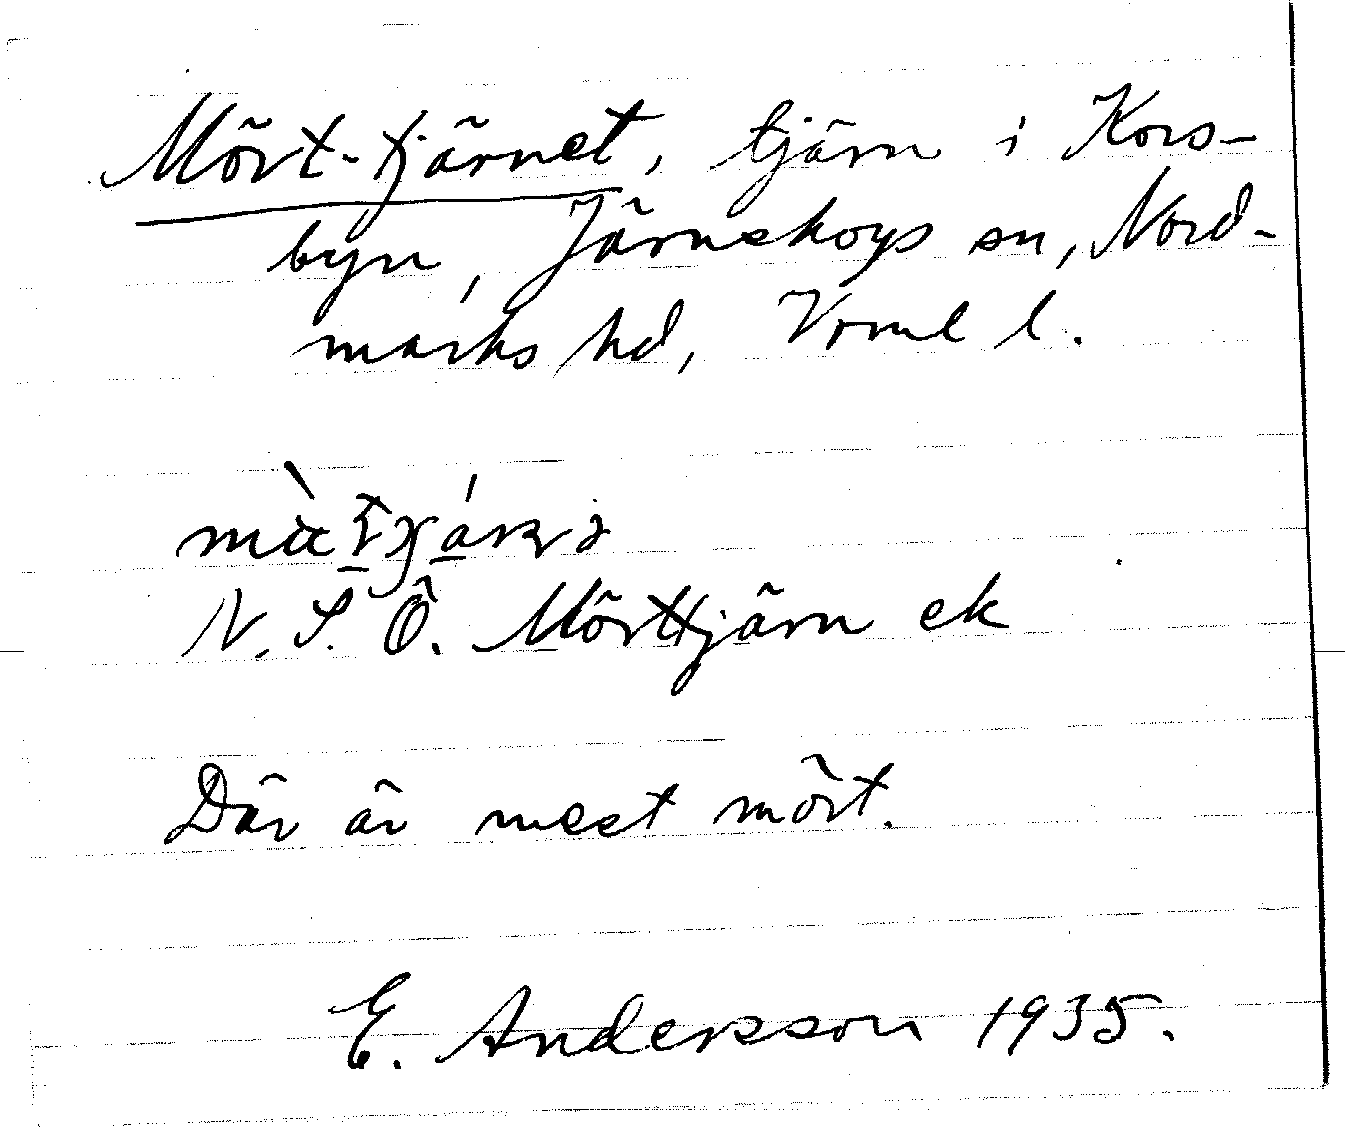 Mört-tjärnet, tjärn i Kors-
byn, Järnskogs sn, Nord-
marks hd, Vrml l.
N. S. Ö. Mörttjärn ek
Där är mest mört.
E. Andersson 1935.